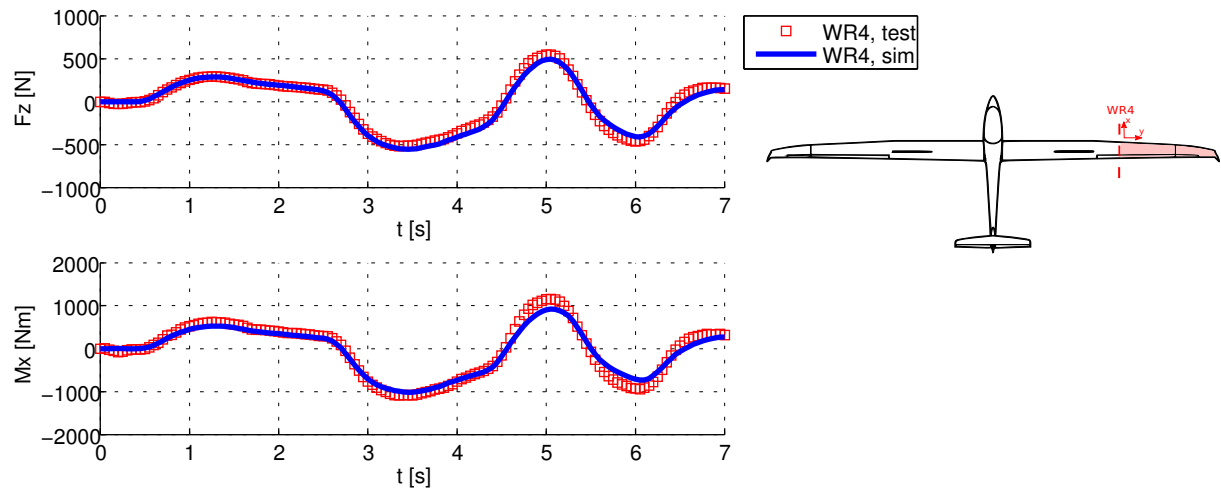 1000
500
0
−500
−1000
Fz [N]
0 1 2 3 4 5 6 7
t [s]
WR4, test
WR4, sim
WR4
x
y
2000
1000
0
−1000
−2000
Mx [Nm]
0 1 2 3 4 5 6 7
t [s]